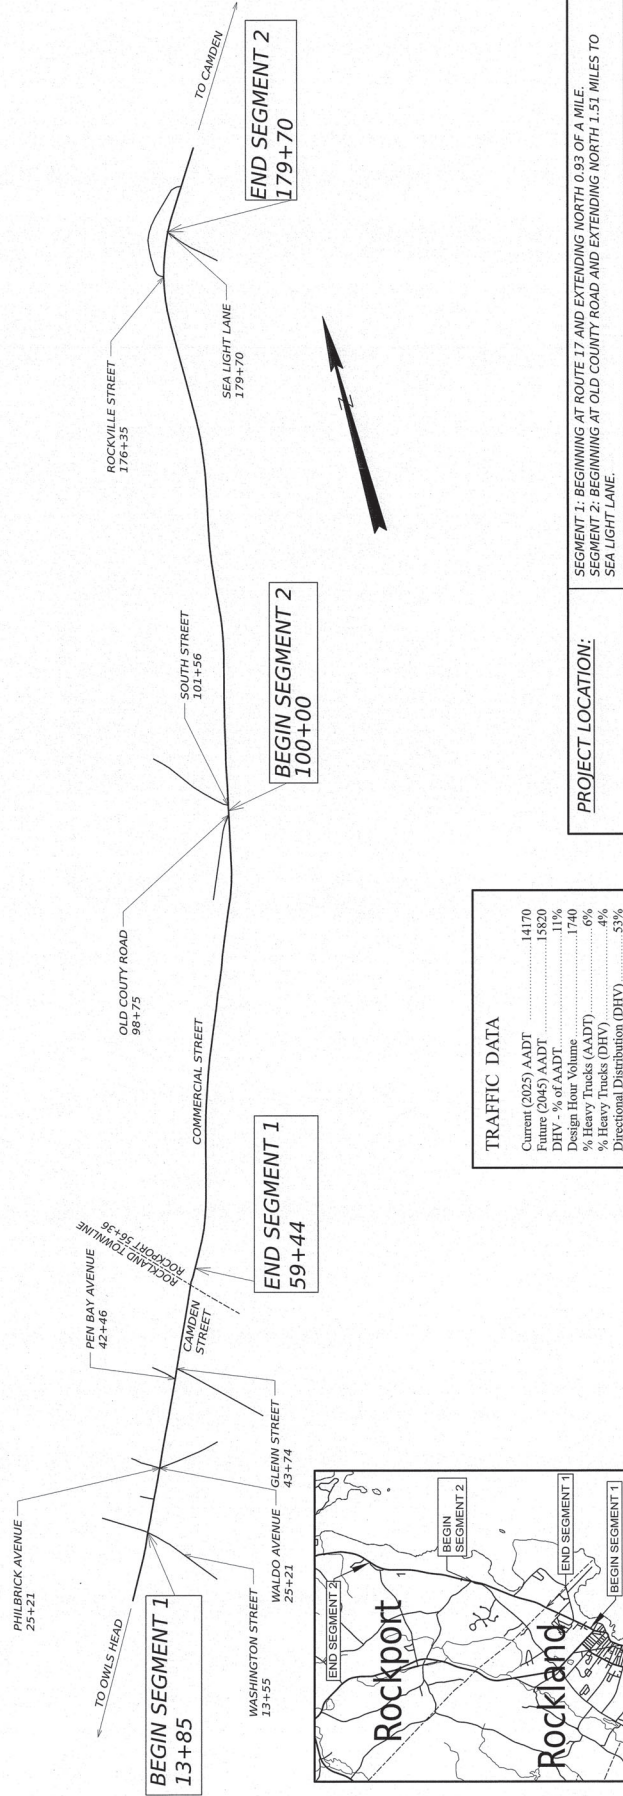 TO CAMDEN
END SEGMENT 2
179+70
SEA LIGHT LANE
179+70
ROCKVILLE STREET
176+35
N
SOUTH STREET
101+56
BEGIN SEGMENT 2
100+00
OLD COUTY ROAD
98+75
COMMERCIAL STREET
END SEGMENT 1
59+44
ROCKLAND TOWNLINE
ROCKPORT 56+36
PEN BAY AVENUE
42+46
CAMDEN
STREET
GLENN STREET
43+74
PHILBRICK AVENUE
25+21
WALDO AVENUE
25+21
WASHINGTON STREET
13+55
TO OWLS HEAD
BEGIN SEGMENT 1
13+85
PROJECT LOCATION:
SEGMENT 1: BEGINNING AT ROUTE 17 AND EXTENDING NORTH 0.93 OF A MILE.
SEGMENT 2: BEGINNING AT OLD COUNTY ROAD AND EXTENDING NORTH 1.51 MILES TO
SEA LIGHT LANE.
TRAFFIC DATA
Current (2025) AADT 14170
Future (2045) AADT 15820
DHV - % of AADT 11%
Design Hour Volume 1740
% Heavy Trucks (AADT) 6%
% Heavy Trucks (DHV) 4%
Directional Distribution (DHV) 53%
END SEGMENT 2
1
BEGIN
SEGMENT 2
Rockport
END SEGMENT 1
Rockland
BEGIN SEGMENT 1